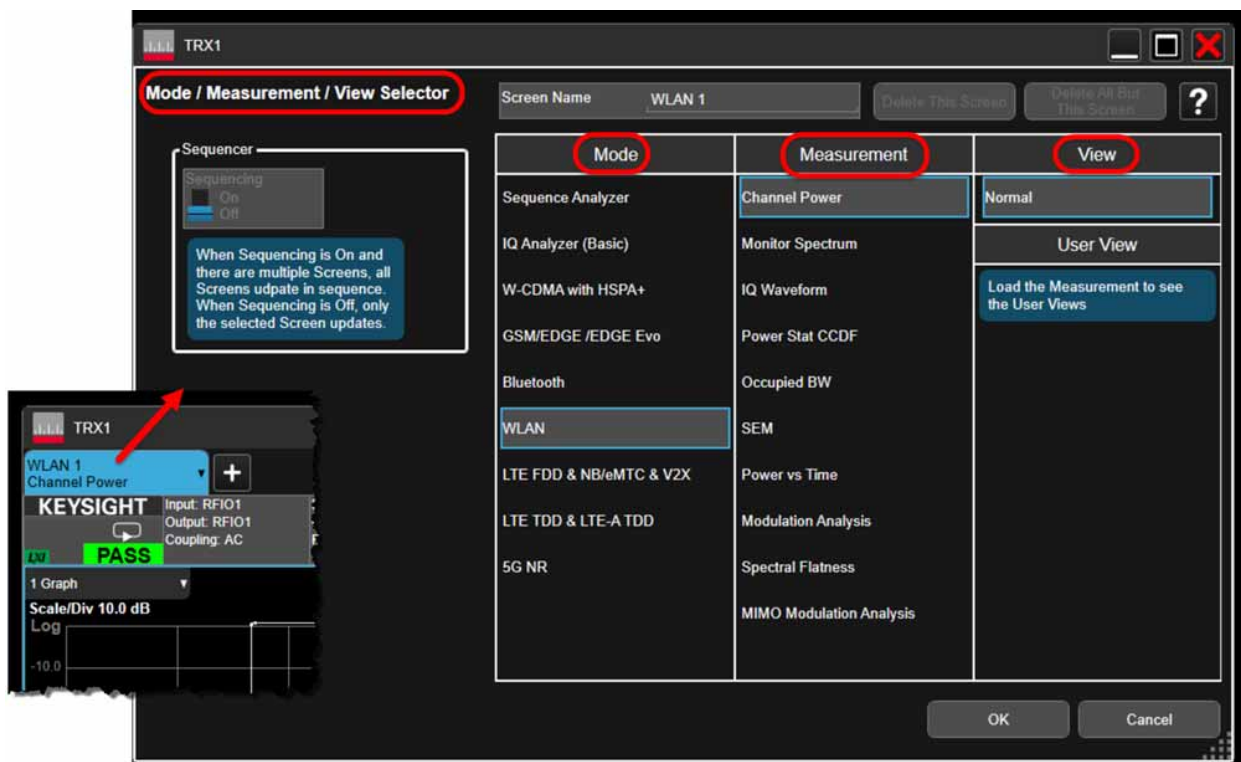 TRX1
Mode / Measurement / View Selector
Screen Name WLAN 1
Delete This Screen
Delete All But
This Screen
?
Sequencer
Sequencing
On
Off
When Sequencing is On and
there are multiple Screens, all
Screens udpate in sequence.
When Sequencing is Off, only
the selected Screen updates.
Mode
Sequence Analyzer
IQ Analyzer (Basic)
W-CDMA with HSPA+
GSM/EDGE /EDGE Evo
Bluetooth
WLAN
LTE FDD & NB/eMTC & V2X
LTE TDD & LTE-A TDD
5G NR
Measurement
Channel Power
Monitor Spectrum
IQ Waveform
Power Stat CCDF
Occupied BW
SEM
Power vs Time
Modulation Analysis
Spectral Flatness
MIMO Modulation Analysis
View
Normal
User View
Load the Measurement to see
the User Views
OK
Cancel
TRX1
WLAN 1
Channel Power
+
KEYSIGHT
LXI
PASS
Input: RFIO1
Output: RFIO1
Coupling: AC
1 Graph
Scale/Div 10.0 dB
Log
-10.0